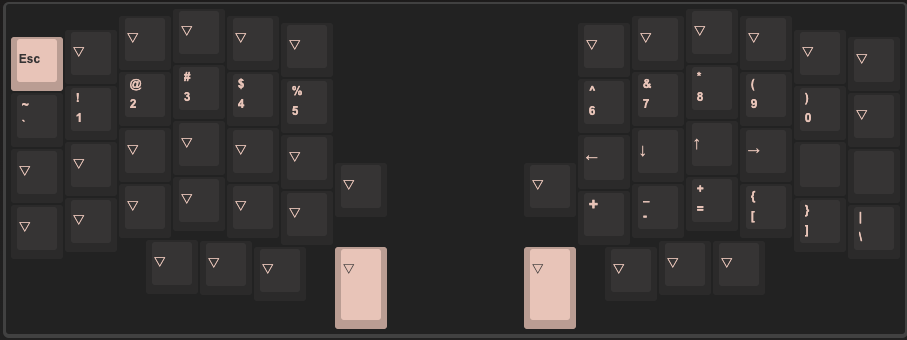 Esc ▽ ▽ ▽ ▽ ▽ ▽ ▽ ▽ ▽ ▽ ▽
~ ! @ # $ % ^ & * ( ) ▽
` 1 2 3 4 5 6 7 8 9 0
▽ ▽ ▽ ▽ ▽ ▽ ← ↓ ↑ →
▽ ▽
▽ ▽ ▽ ▽ ▽ ▽ + _ + { } |
- = [ ] \
▽ ▽ ▽ ▽ ▽ ▽ ▽ ▽